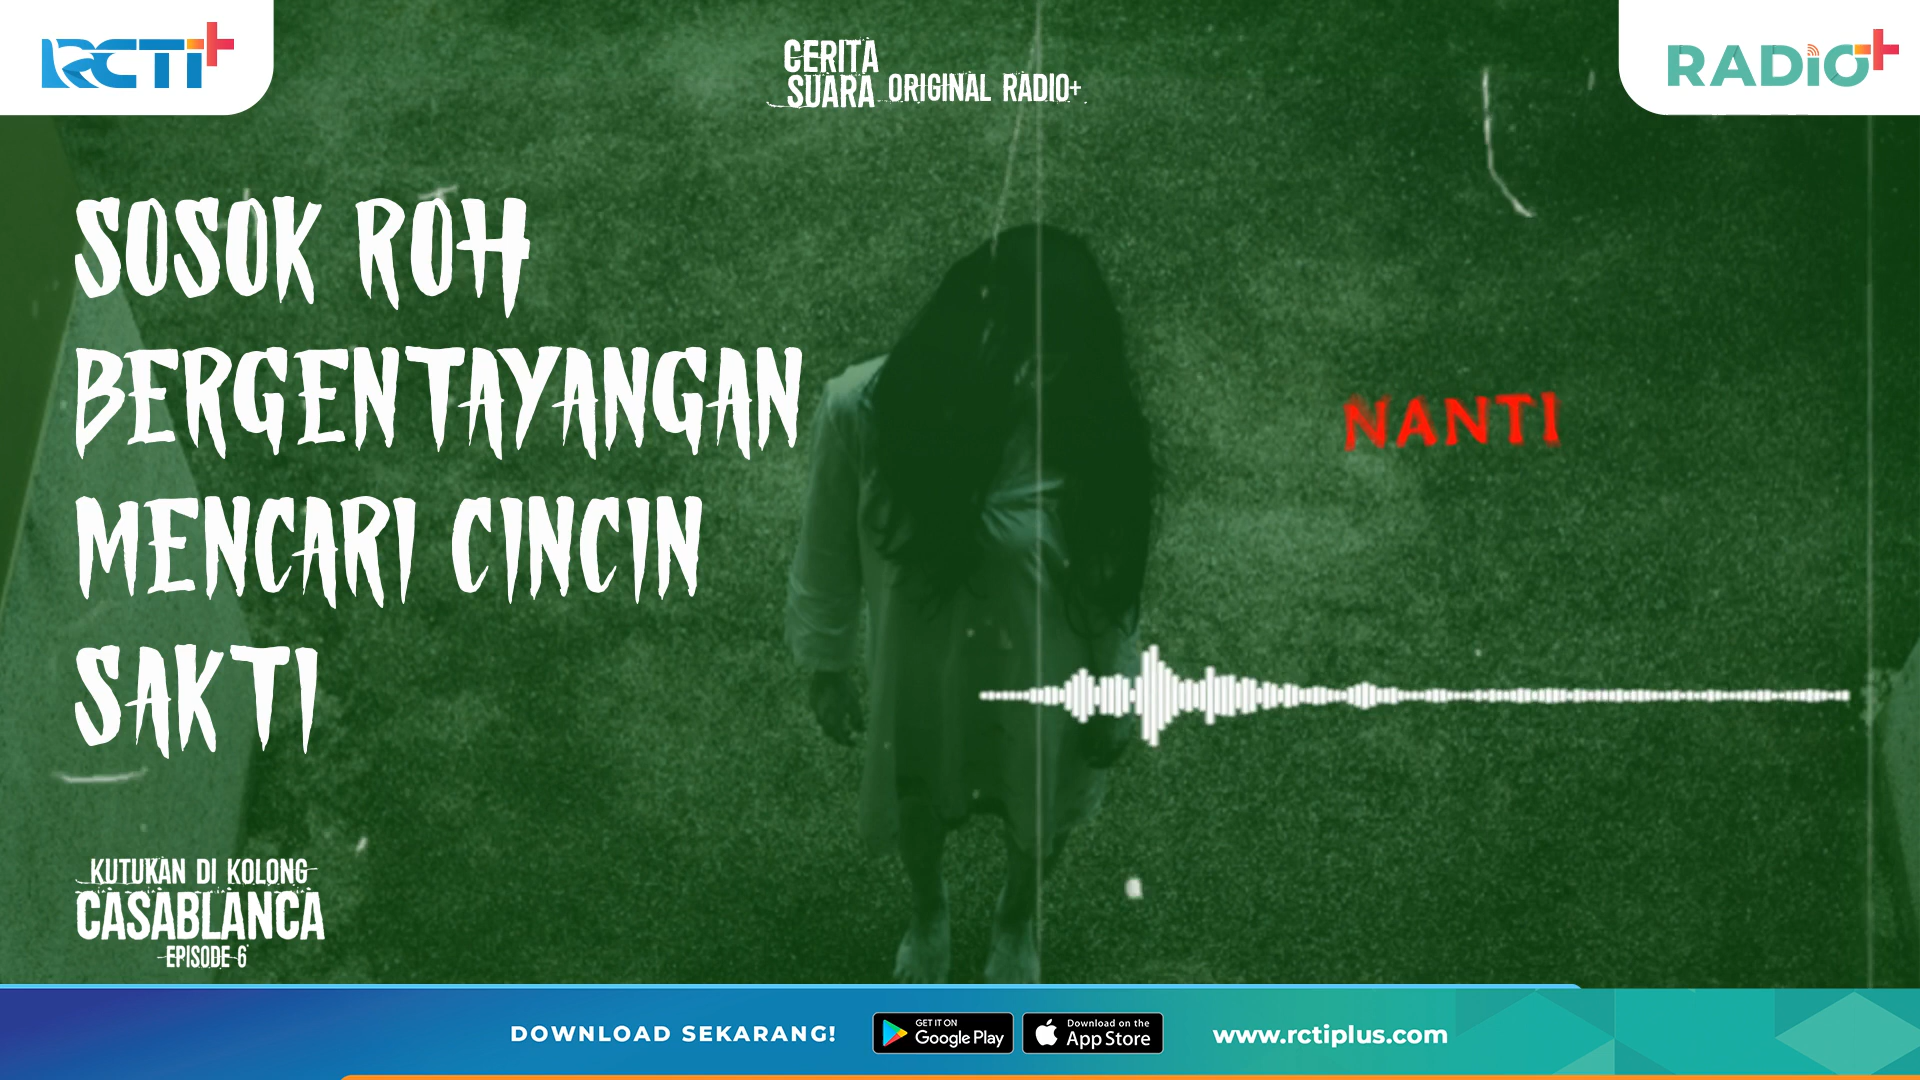 RCTI+
CERITA
SUARA ORIGINAL RADIO+
RADIO+
SOSOK ROH
BERGENTAYANGAN
MENCARI CINCIN
SAKTI
NANTI
KUTUKAN DI KOLONG
CASABLANCA
EPISODE 6
DOWNLOAD SEKARANG!
GET IT ON
Google Play
Download on the
App Store
www.rctiplus.com